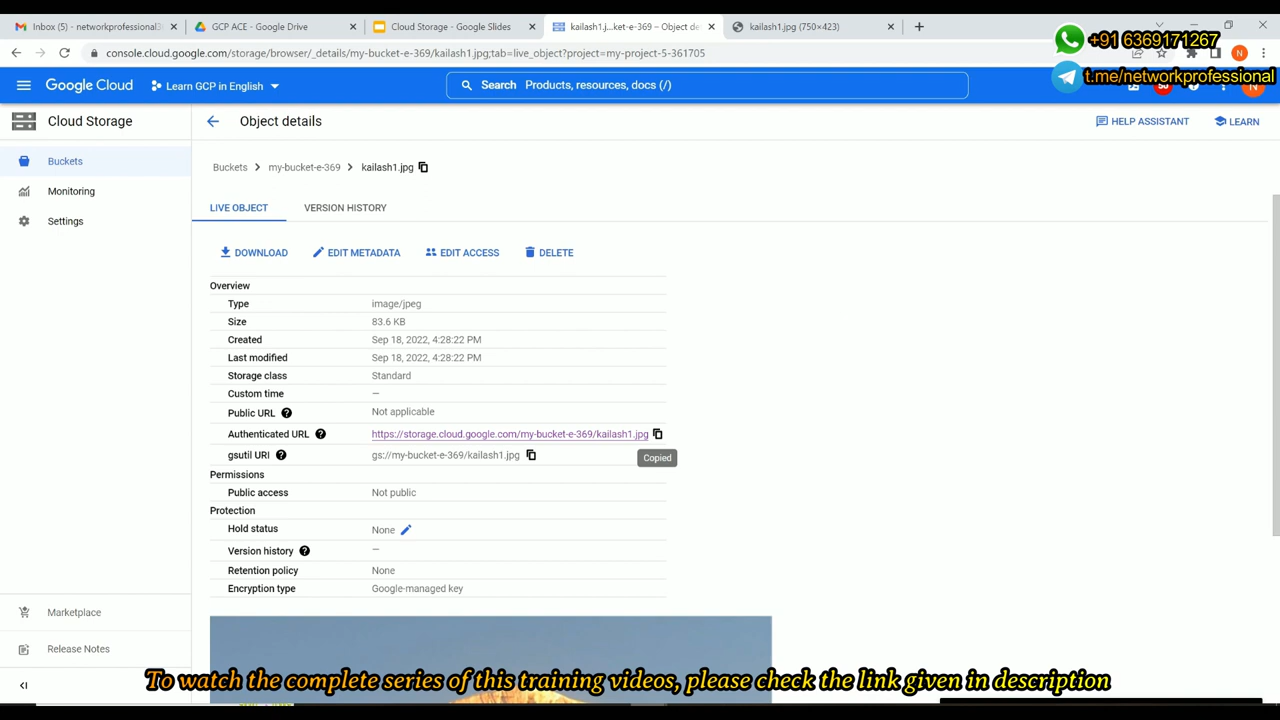 Inbox (5) - networkprofessional3
GCP ACE - Google Drive
Cloud Storage - Google Slides
kailash1.j...ket-e-369 – Object de
kailash1.jpg (750×423)
console.cloud.google.com/storage/browser/_details/my-bucket-e-369/kailash1.jpg;tab=live_object?project=my-project-5-361705
+91 6369171267
t.me/networkprofessional
Google Cloud
Learn GCP in English
Search Products, resources, docs (/)
Cloud Storage
Object details
HELP ASSISTANT
LEARN
Buckets
Monitoring
Settings
Buckets > my-bucket-e-369 > kailash1.jpg
LIVE OBJECT
VERSION HISTORY
DOWNLOAD
EDIT METADATA
EDIT ACCESS
DELETE
Overview
Type image/jpeg
Size 83.6 KB
Created Sep 18, 2022, 4:28:22 PM
Last modified Sep 18, 2022, 4:28:22 PM
Storage class Standard
Custom time —
Public URL Not applicable
Authenticated URL https://storage.cloud.google.com/my-bucket-e-369/kailash1.jpg
Copied
gsutil URI gs://my-bucket-e-369/kailash1.jpg
Permissions
Public access Not public
Protection
Hold status None
Version history —
Retention policy None
Encryption type Google-managed key
Marketplace
Release Notes
To watch the complete series of this training videos, please check the link given in description